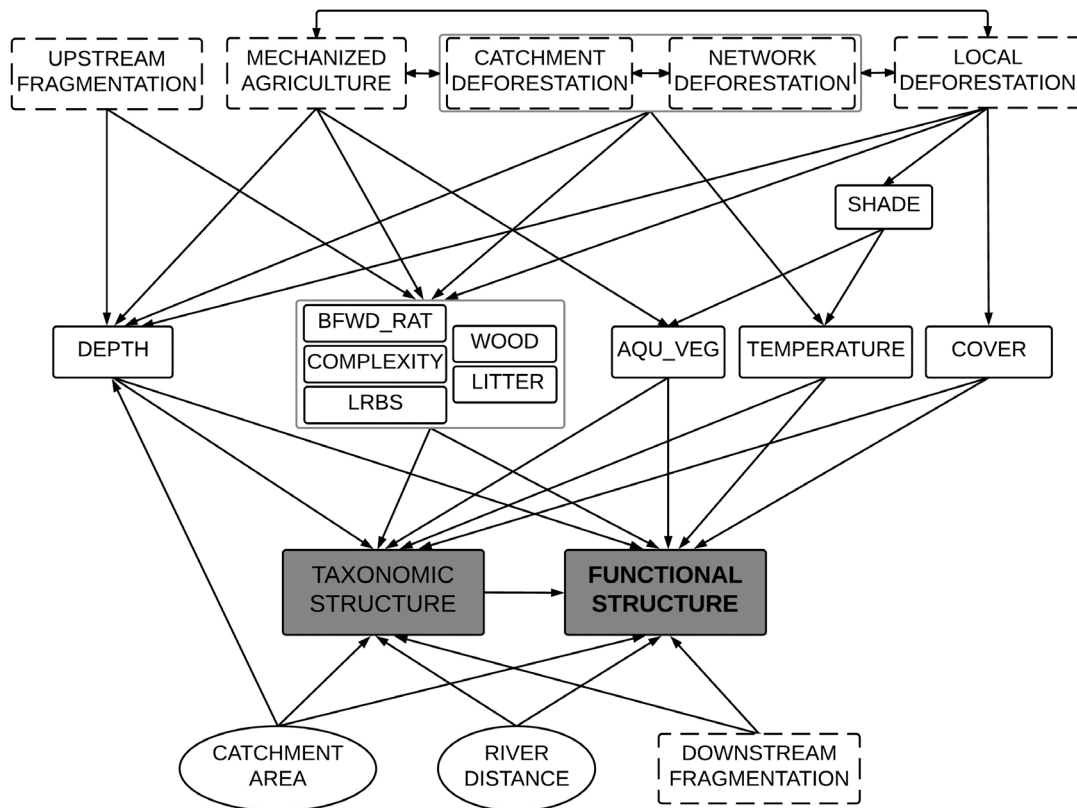 UPSTREAM
FRAGMENTATION
MECHANIZED
AGRICULTURE
CATCHMENT
DEFORESTATION
NETWORK
DEFORESTATION
LOCAL
DEFORESTATION
SHADE
DEPTH
BFWD_RAT
COMPLEXITY
LRBS
WOOD
LITTER
AQU_VEG
TEMPERATURE
COVER
TAXONOMIC
STRUCTURE
FUNCTIONAL
STRUCTURE
CATCHMENT
AREA
RIVER
DISTANCE
DOWNSTREAM
FRAGMENTATION